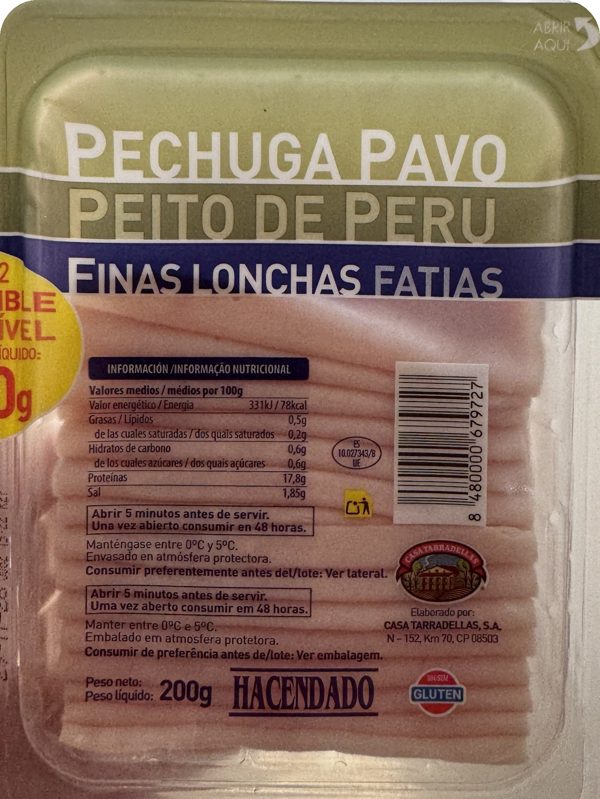 ABRIR
AQUÍ
PECHUGA PAVO
PEITO DE PERU
FINAS LONCHAS FATIAS
INFORMACIÓN /INFORMAÇÃO NUTRICIONAL
Valores medios / médios por 100g
Valor energético / Energia 331kJ / 78kcal
Grasas / Lípidos 0,5g
de las cuales saturadas / dos quais saturados 0,2g
Hidratos de carbono 0,6g
de los cuales azúcares / dos quais açúcares 0,6g
Proteínas 17,8g
Sal 1,85g
ES
10.027343/B
UE
8 480000 679727
Abrir 5 minutos antes de servir.
Una vez abierto consumir en 48 horas.
Manténgase entre 0ºC y 5ºC.
Envasado en atmósfera protectora.
Consumir preferentemente antes del/lote: Ver lateral.
Abrir 5 minutos antes de servir.
Uma vez aberto consumir em 48 horas.
Manter entre 0ºC e 5ºC.
Embalado em atmosfera protetora.
Consumir de preferência antes de/lote: Ver embalagem.
CASA TARRADELLAS
Elaborado por:
CASA TARRADELLAS, S.A.
N – 152, Km 70, CP 08503
Peso neto:
Peso líquido: 200g
HACENDADO
SIN/SEM
GLUTEN